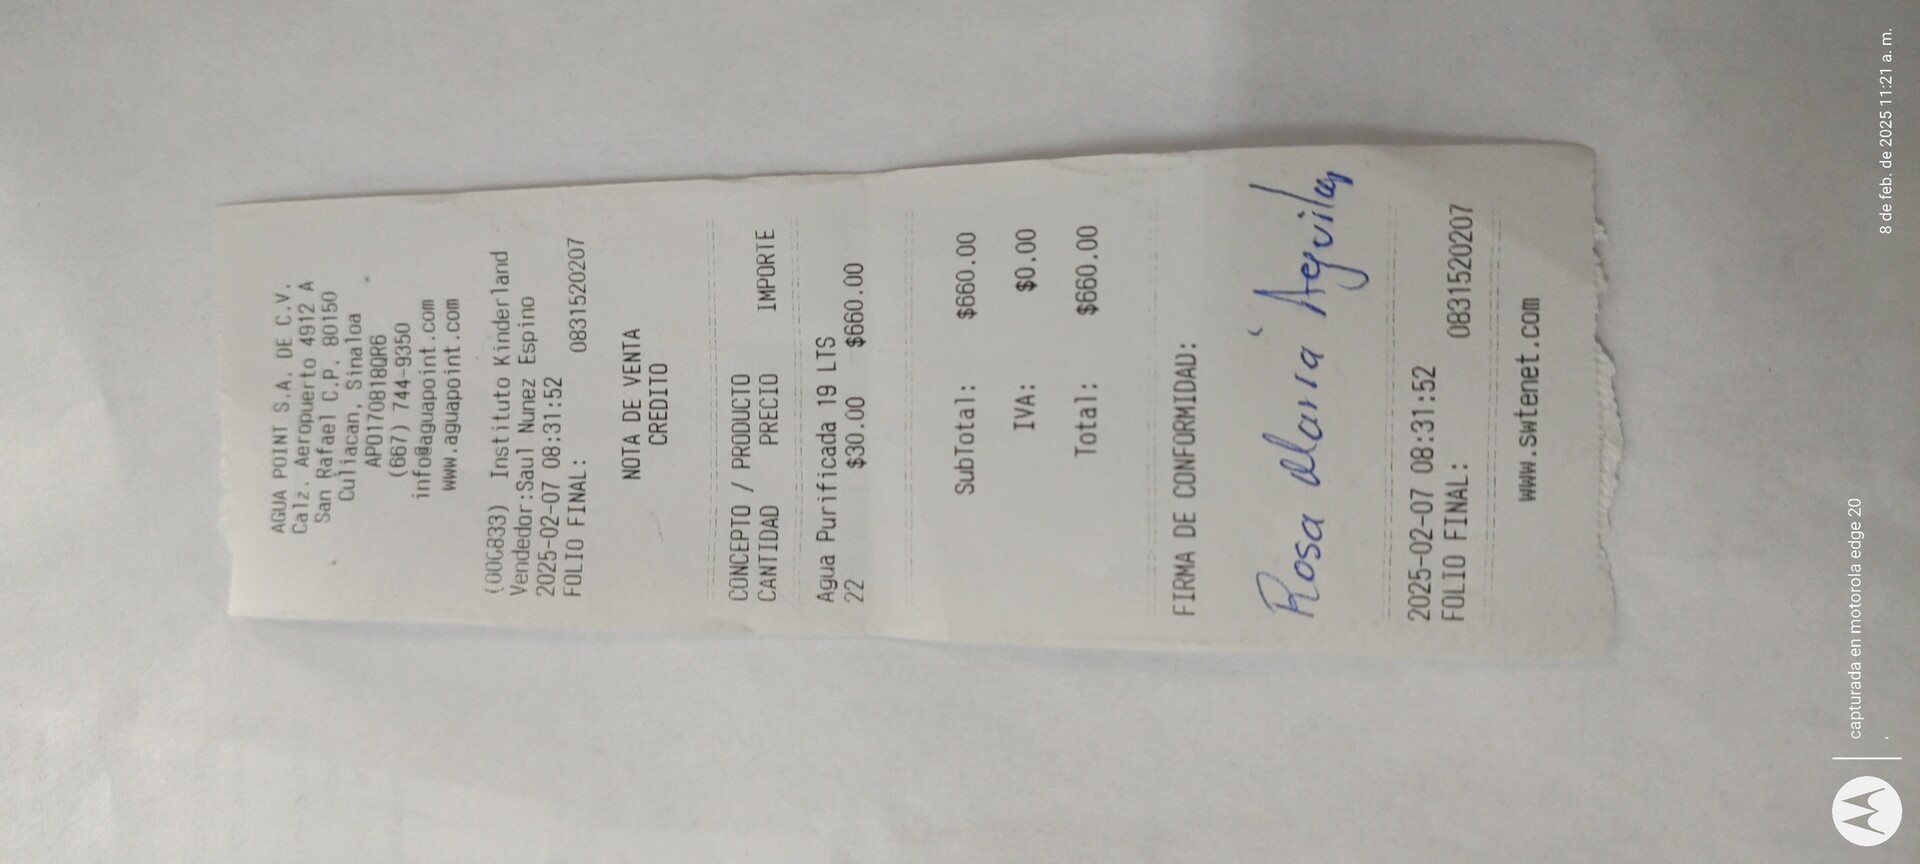 AGUA POINT S.A. DE C.V.
Calz. Aeropuerto 4912 A
San Rafael C.P. 80150
Culiacan, Sinaloa
APO170818QR6
(667) 744-9350
info@aguapoint.com
www.aguapoint.com
(00C833) Instituto Kinderland
Vendedor:Saul Nunez Espino
2025-02-07 08:31:52
FOLIO FINAL: 0831520207
NOTA DE VENTA
CREDITO
CONCEPTO / PRODUCTO
CANTIDAD PRECIO IMPORTE
Agua Purificada 19 LTS
22 $30.00 $660.00
SubTotal: $660.00
IVA: $0.00
Total: $660.00
FIRMA DE CONFORMIDAD:
Rosa Maria Aguilar
2025-02-07 08:31:52
FOLIO FINAL: 0831520207
www.swtenet.com
capturada en motorola edge 20
8 de feb. de 2025 11:21 a. m.